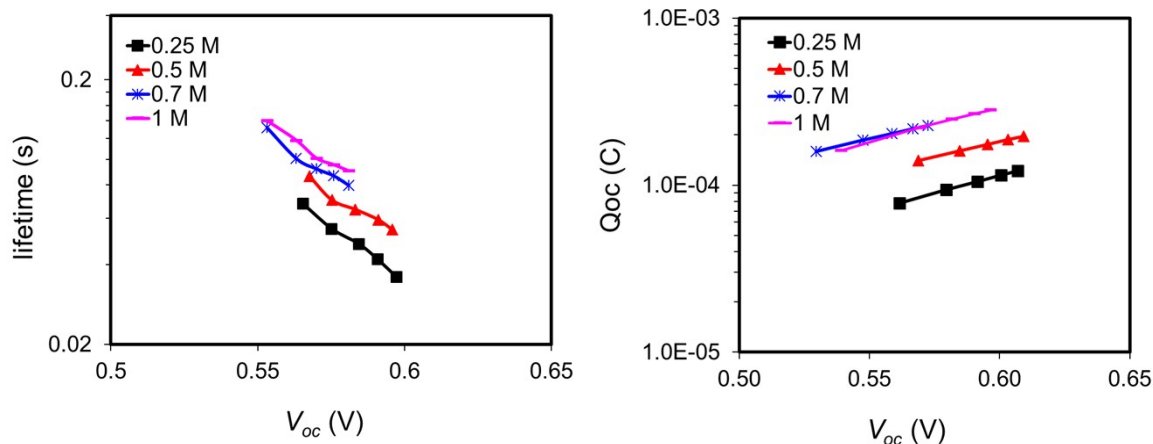 0.25 M
0.5 M
0.7 M
1 M
0.2
0.02
0.5
0.55
0.6
0.65
lifetime (s)
Voc (V)
1.0E-03
0.25 M
0.5 M
0.7 M
1 M
1.0E-04
1.0E-05
0.50
0.55
0.60
0.65
Qoc (C)
Voc (V)